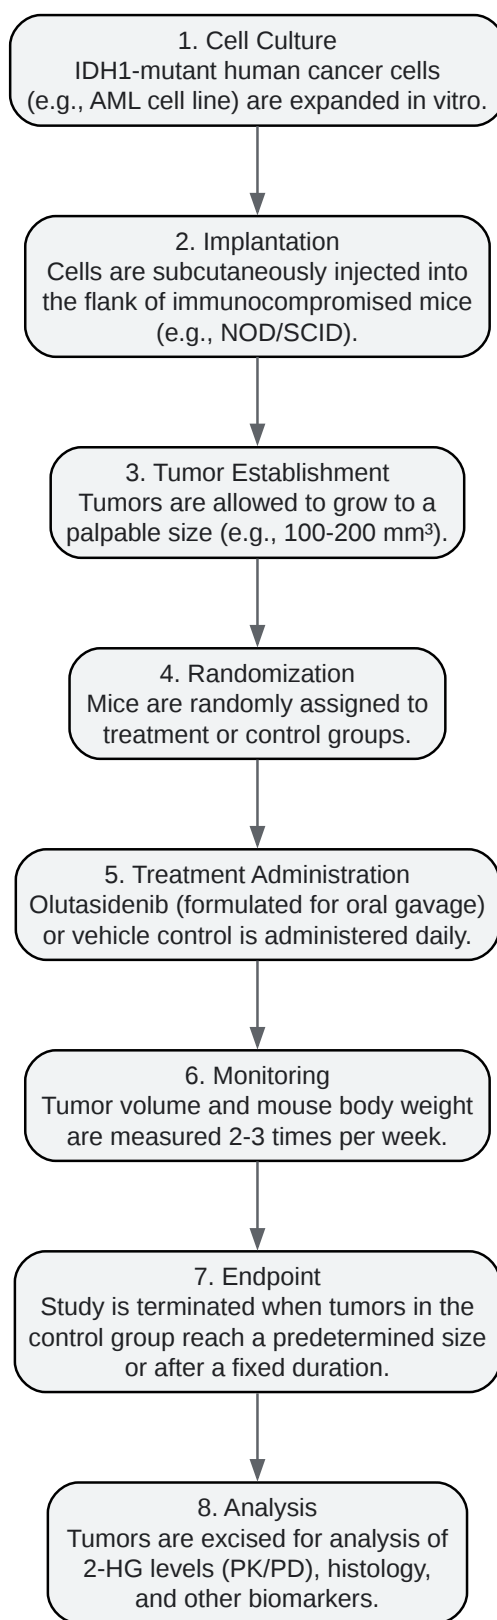 1. Cell Culture
IDH1-mutant human cancer cells
(e.g., AML cell line) are expanded in vitro.
2. Implantation
Cells are subcutaneously injected into
the flank of immunocompromised mice
(e.g., NOD/SCID).
3. Tumor Establishment
Tumors are allowed to grow to a
palpable size (e.g., 100-200 mm³).
4. Randomization
Mice are randomly assigned to
treatment or control groups.
5. Treatment Administration
Olutasidenib (formulated for oral gavage)
or vehicle control is administered daily.
6. Monitoring
Tumor volume and mouse body weight
are measured 2-3 times per week.
7. Endpoint
Study is terminated when tumors in the
control group reach a predetermined size
or after a fixed duration.
8. Analysis
Tumors are excised for analysis of
2-HG levels (PK/PD), histology,
and other biomarkers.